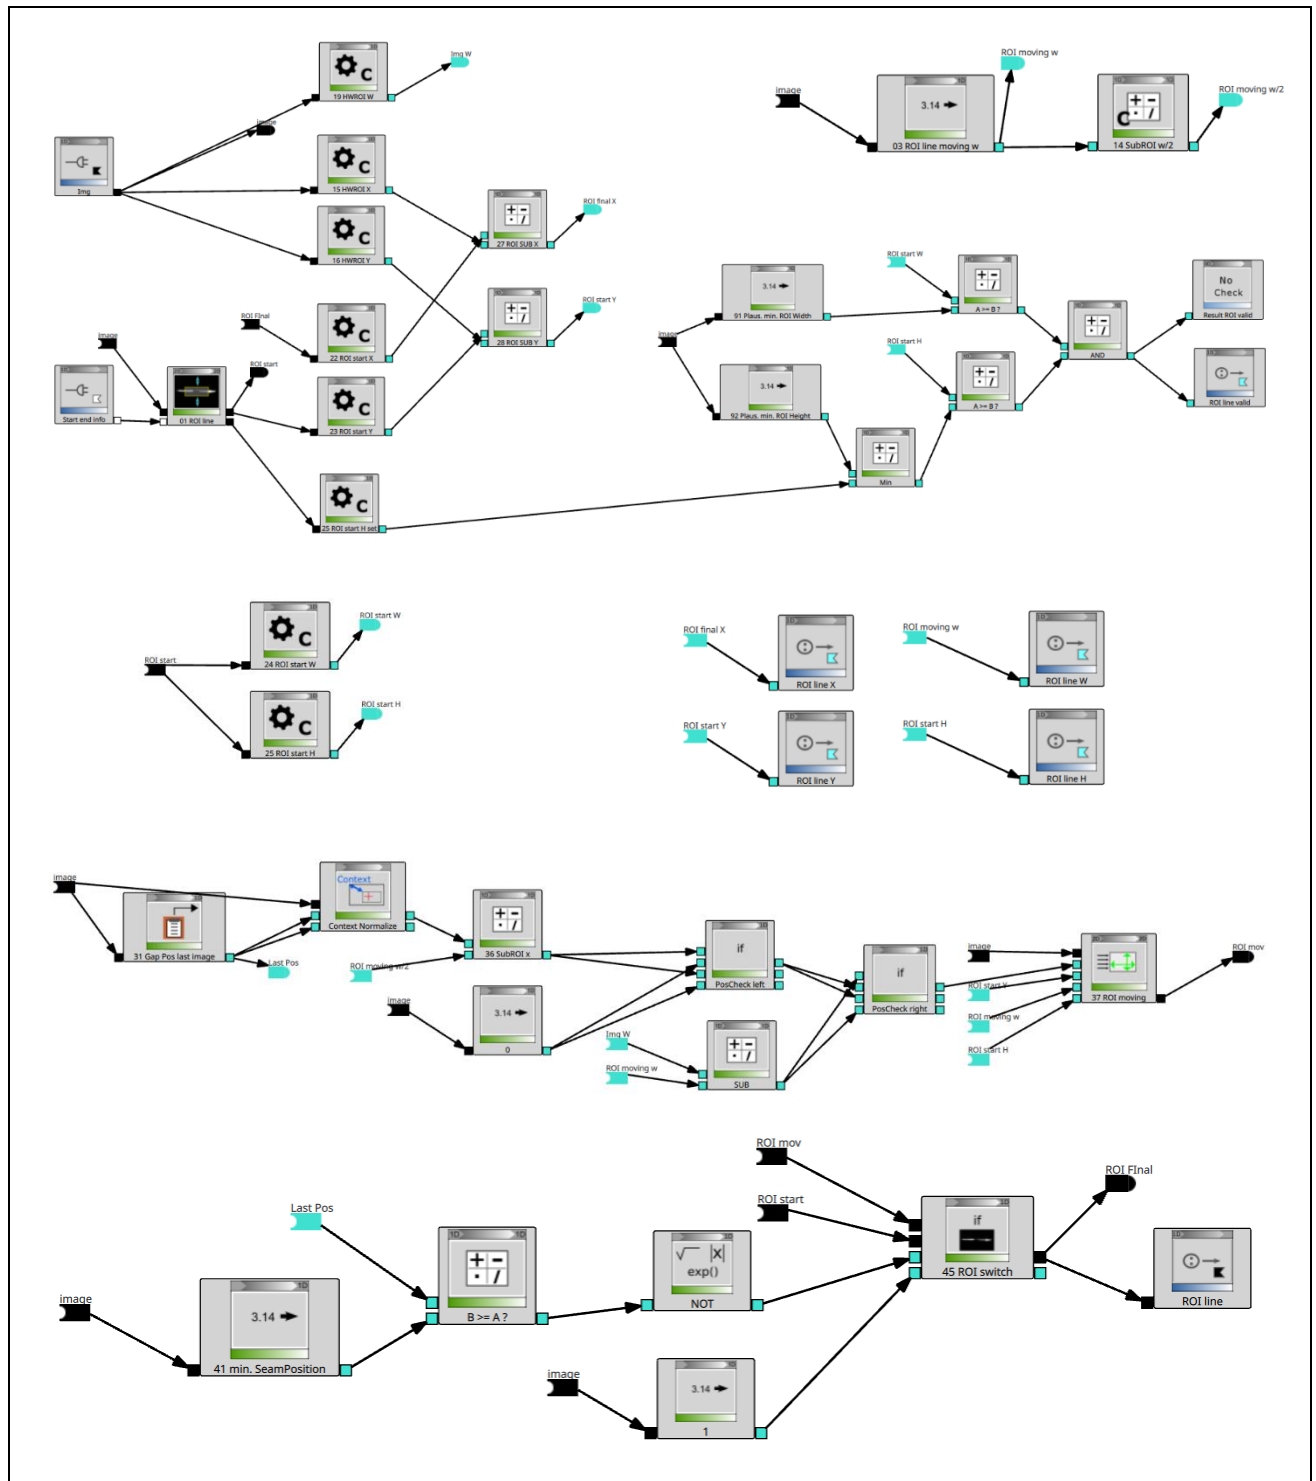 Img W
19 HWROI W
image
Img
15 HWROI X
16 HWROI Y
27 ROI SUB X
ROI final X
ROI FInal
22 ROI start X
28 ROI SUB Y
ROI start Y
image
Start end info
01 ROI line
ROI start
23 ROI start Y
25 ROI start H set
image
3.14
03 ROI line moving w
ROI moving w
14 SubROI w/2
ROI moving w/2
ROI start W
3.14
91 Plaus. min. ROI Width
A >= B ?
No
Check
Result ROI valid
image
ROI start H
AND
3.14
92 Plaus. min. ROI Height
A >= B ?
ROI line valid
Min
ROI start
24 ROI start W
ROI start W
25 ROI start H
ROI start H
ROI final X
ROI line X
ROI moving w
ROI line W
ROI start Y
ROI line Y
ROI start H
ROI line H
image
31 Gap Pos last image
Last Pos
Context
Context Normalize
ROI moving w/2
36 SubROI x
image
3.14
0
if
PosCheck left
Img W
ROI moving w
SUB
if
PosCheck right
image
ROI start Y
ROI moving w
ROI start H
37 ROI moving
ROI mov
ROI mov
ROI start
Last Pos
image
3.14
41 min. SeamPosition
1D
1D
B >= A ?
√‾ |X|
exp()
NOT
image
3.14
1
if
45 ROI switch
ROI FInal
ROI line